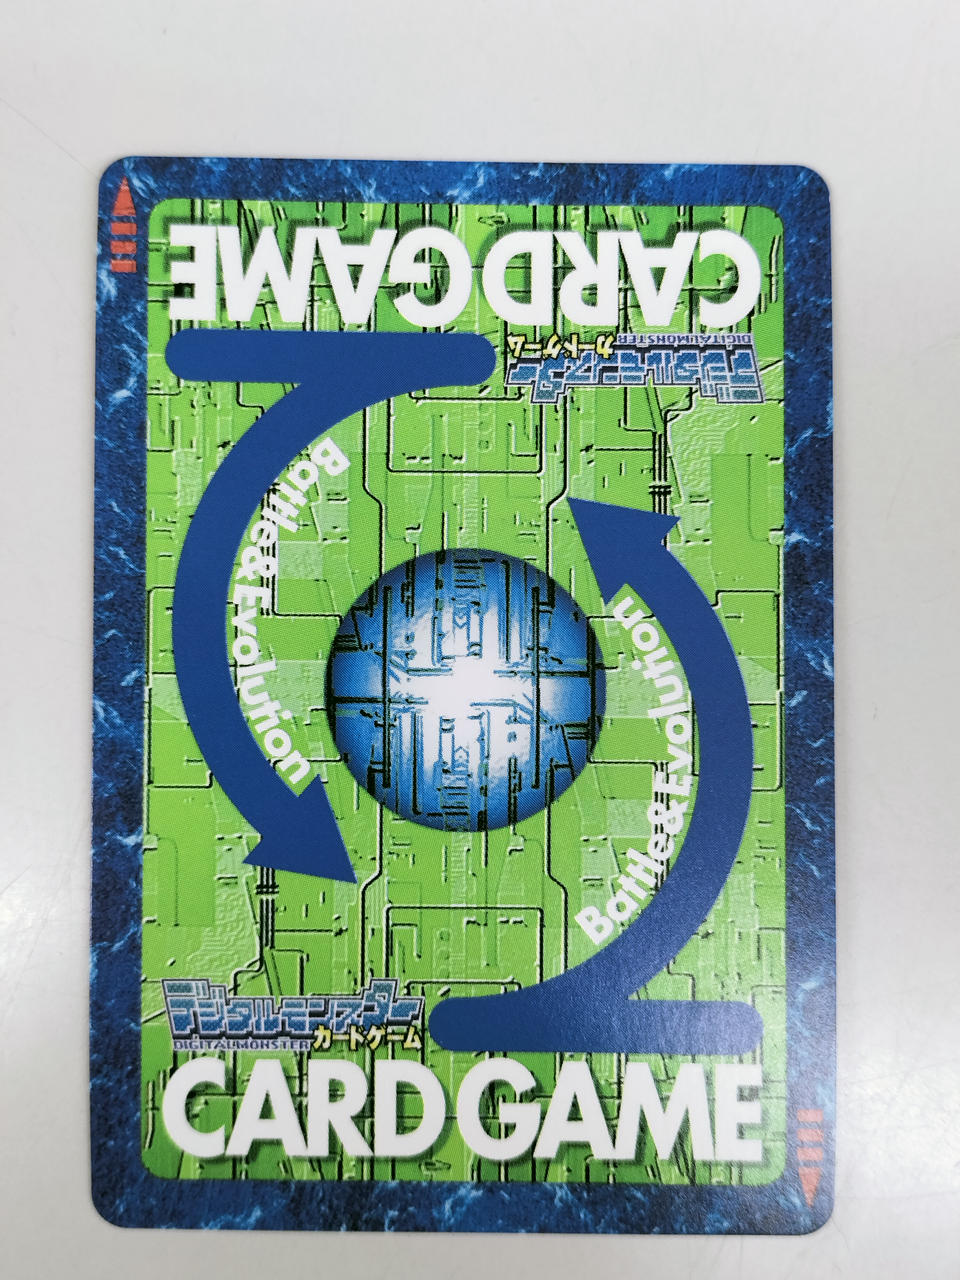 CARD GAME
デジタルモンスター
DIGITALMONSTER
カードゲーム
Battle&Evolution
Battle&Evolution
デジタルモンスター
DIGITALMONSTER カードゲーム
CARD GAME